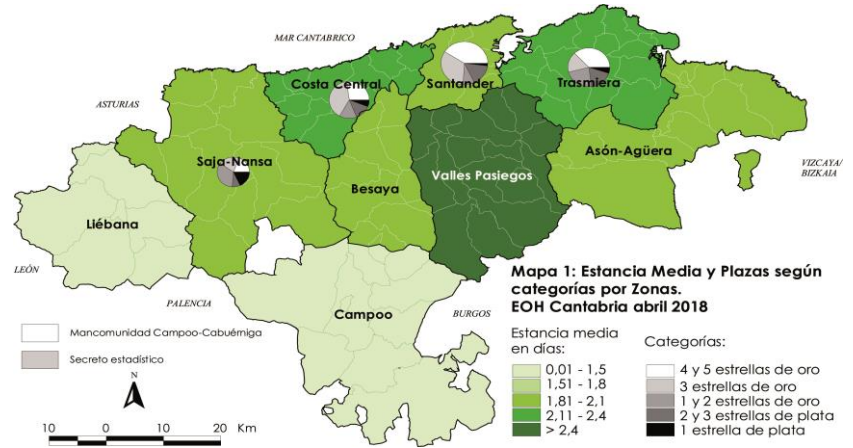 MAR CANTABRICO
ASTURIAS
Costa Central
Santander
Trasmiera
Saja-Nansa
Besaya
Valles Pasiegos
Asón-Agüera
VIZCAYA/
BIZKAIA
Liébana
LEÓN
PALENCIA
Campoo
BURGOS
Mapa 1: Estancia Media y Plazas según
categorías por Zonas.
EOH Cantabria abril 2018
Mancomunidad Campoo-Cabuérniga
Secreto estadístico
N
10 0 10 20 Km
Estancia media
en días:
0,01 - 1,5
1,51 - 1,8
1,81 - 2,1
2,11 - 2,4
> 2,4
Categorías:
4 y 5 estrellas de oro
3 estrellas de oro
1 y 2 estrellas de oro
2 y 3 estrellas de plata
1 estrella de plata